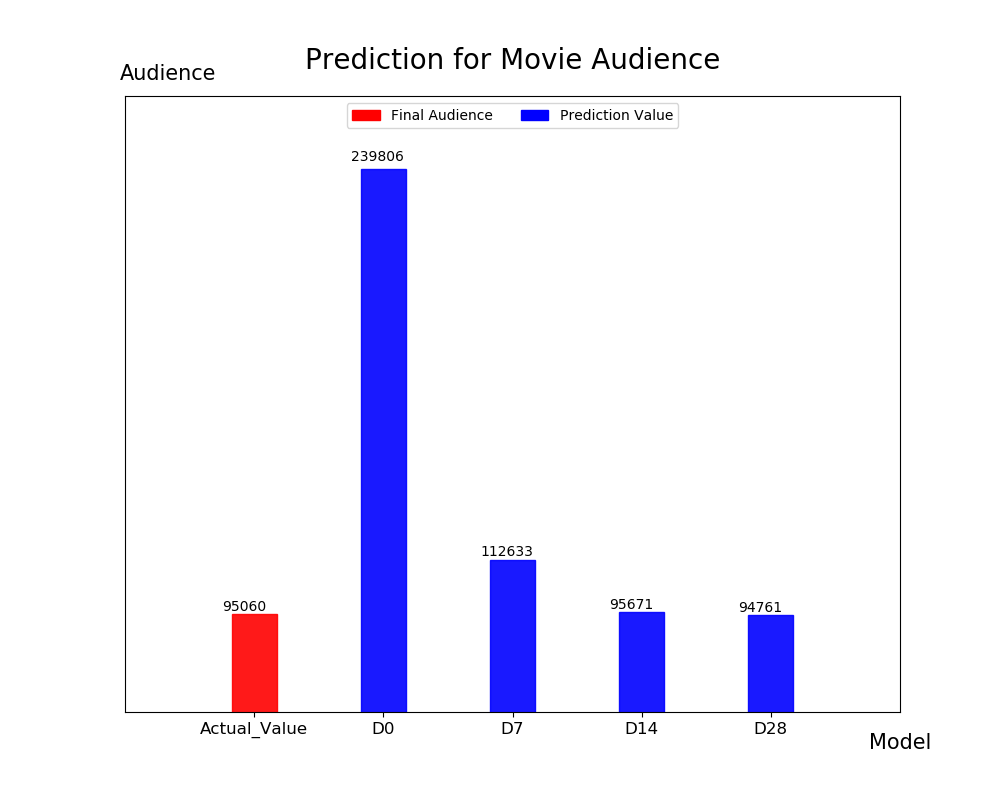 Prediction for Movie Audience
Audience
Final Audience
Prediction Value
239806
112633
95060
95671
94761
Actual_Value
D0
D7
D14
D28
Model